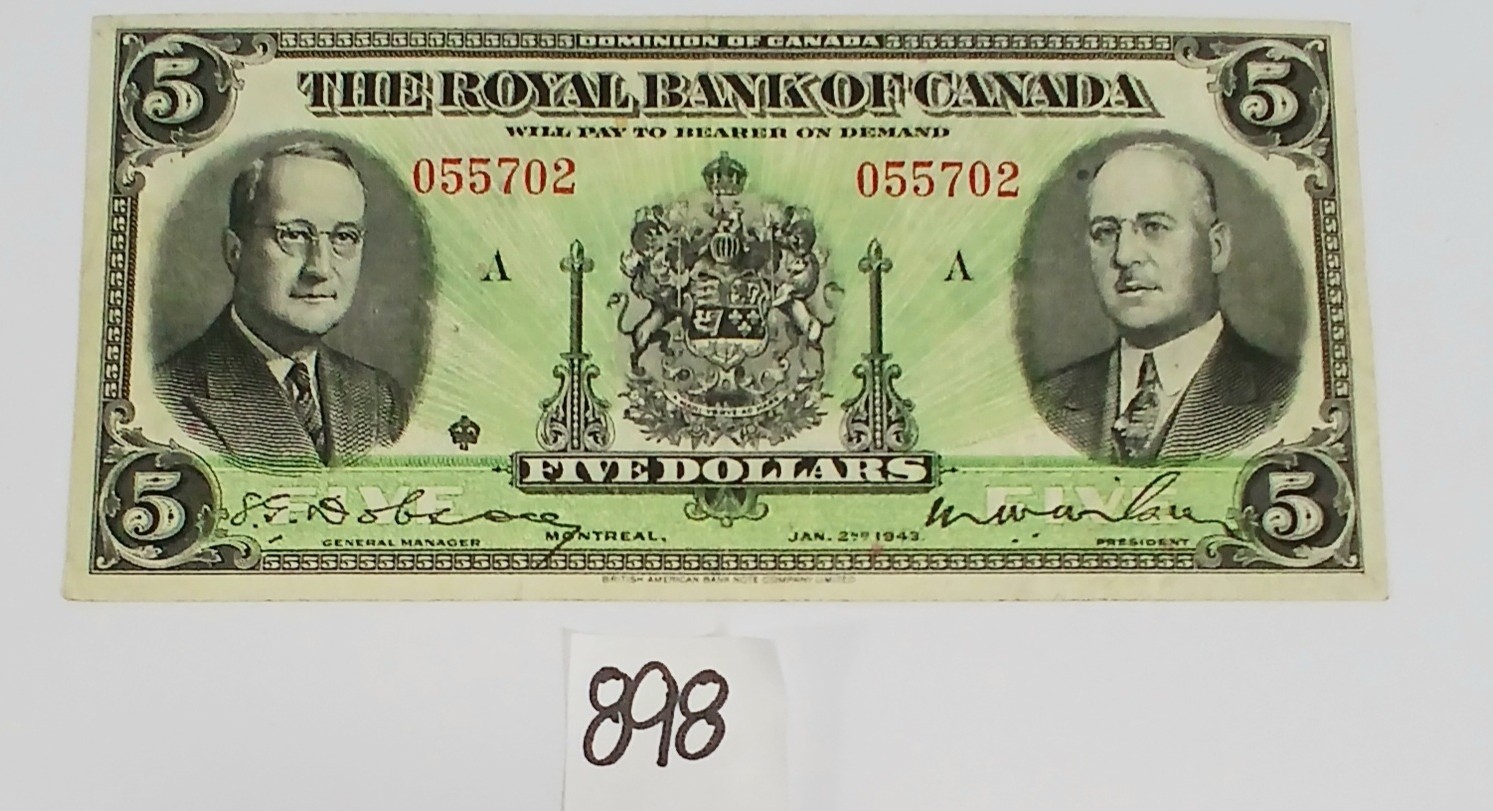 DOMINION OF CANADA
5 THE ROYAL BANK OF CANADA 5
WILL PAY TO BEARER ON DEMAND
055702 055702
A A
FIVE DOLLARS
5 FIVE FIVE 5
S.G. Dobson
GENERAL MANAGER MONTREAL, JAN. 2ND 1943. PRESIDENT
BRITISH AMERICAN BANK NOTE COMPANY LIMITED
898